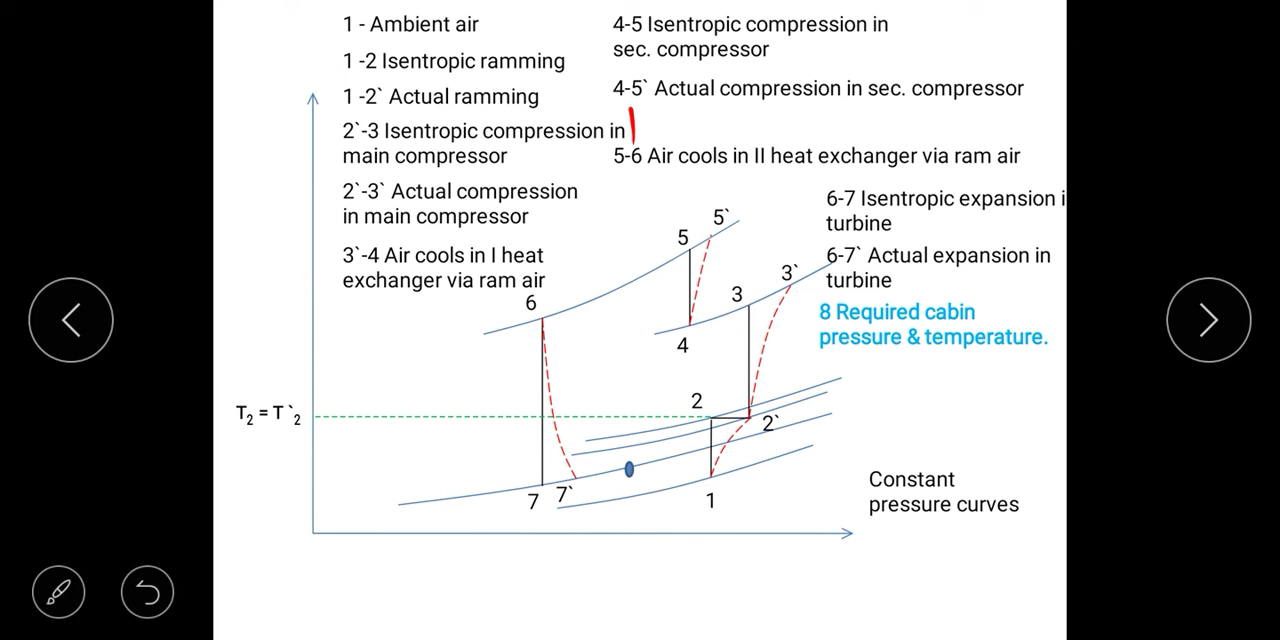 1 - Ambient air
1 -2 Isentropic ramming
1 -2` Actual ramming
2`-3 Isentropic compression in
main compressor
2`-3` Actual compression
in main compressor
3`-4 Air cools in I heat
exchanger via ram air
4-5 Isentropic compression in
sec. compressor
4-5` Actual compression in sec. compressor
5-6 Air cools in II heat exchanger via ram air
6-7 Isentropic expansion i
turbine
6-7` Actual expansion in
turbine
8 Required cabin
pressure & temperature.
5`
5
6
3`
3
4
2
T2 = T`2
2`
7
7`
1
Constant
pressure curves